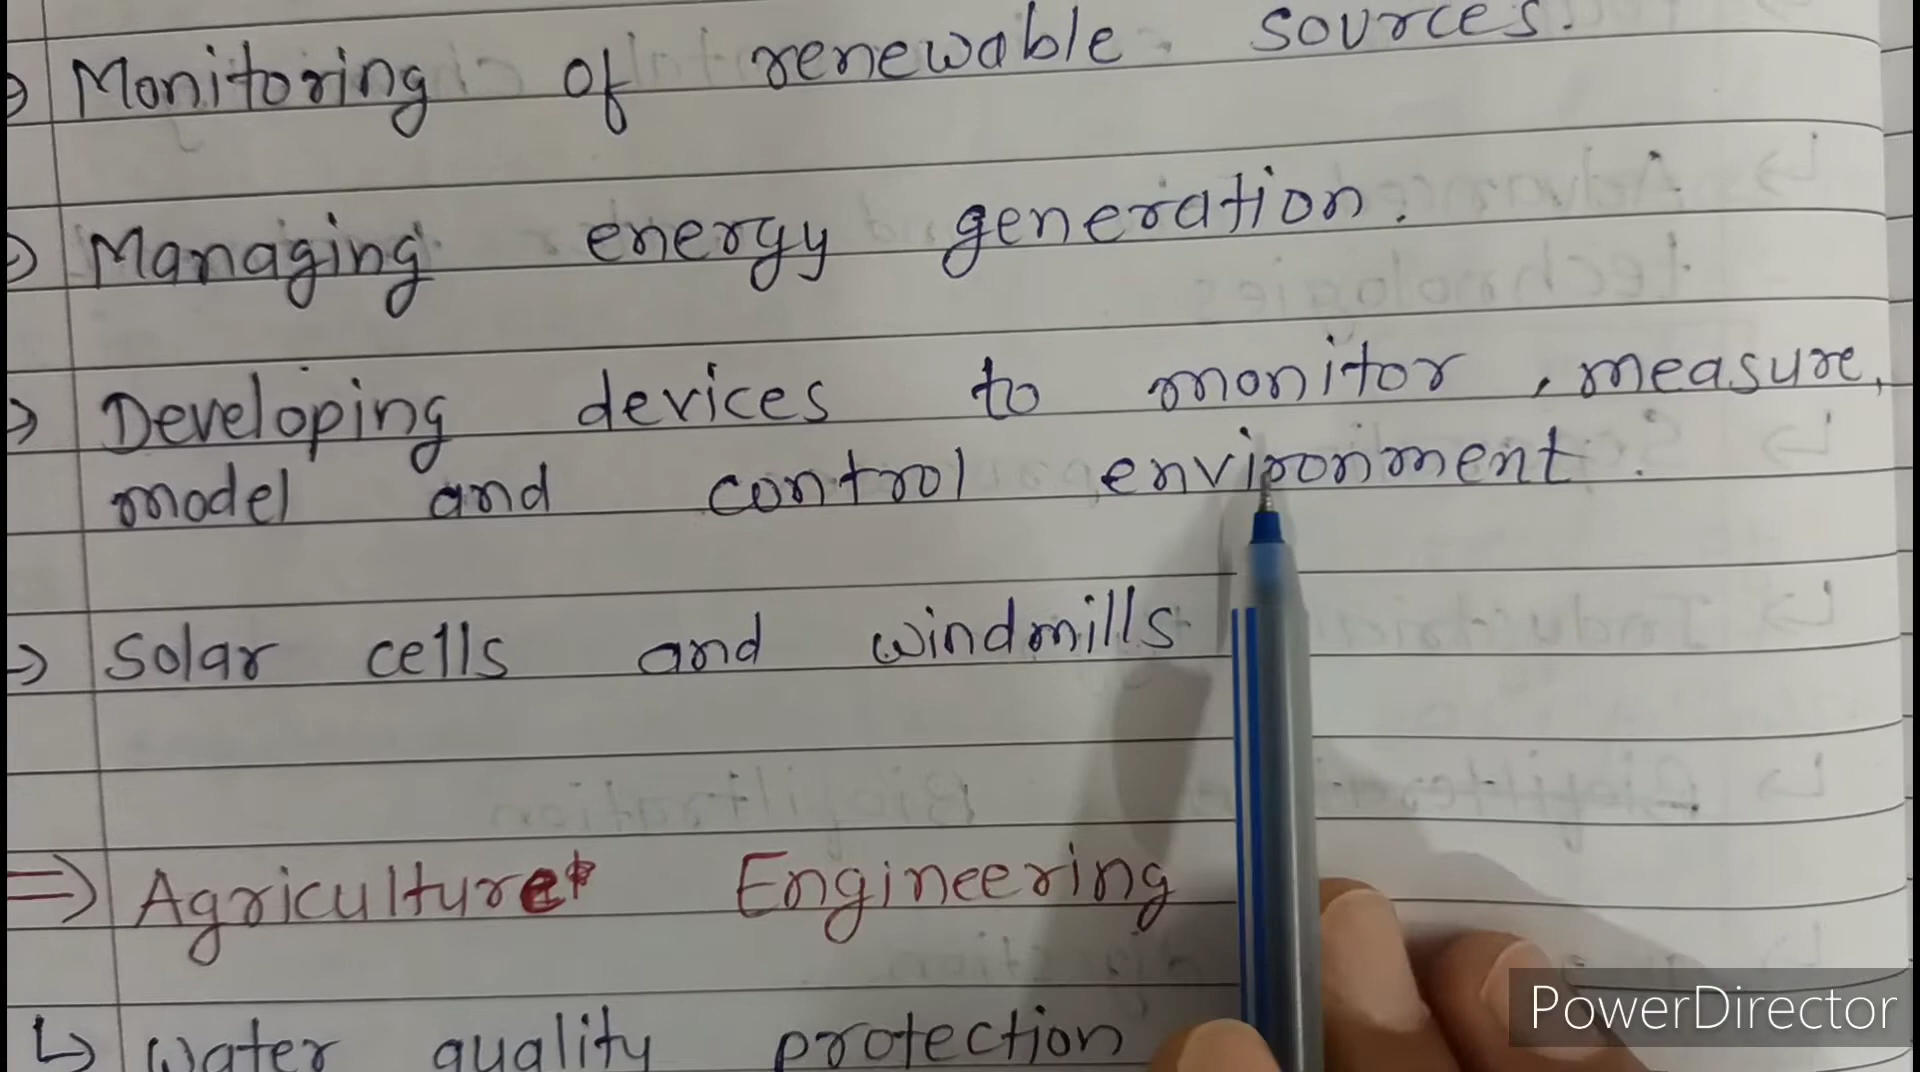 → Monitoring of renewable sources.
→ Managing energy generation.
→ Developing devices to monitor, measure,
model and control environment.
→ Solar cells and windmills
⇒ Agriculture Engineering
↳ Water quality protection
PowerDirector